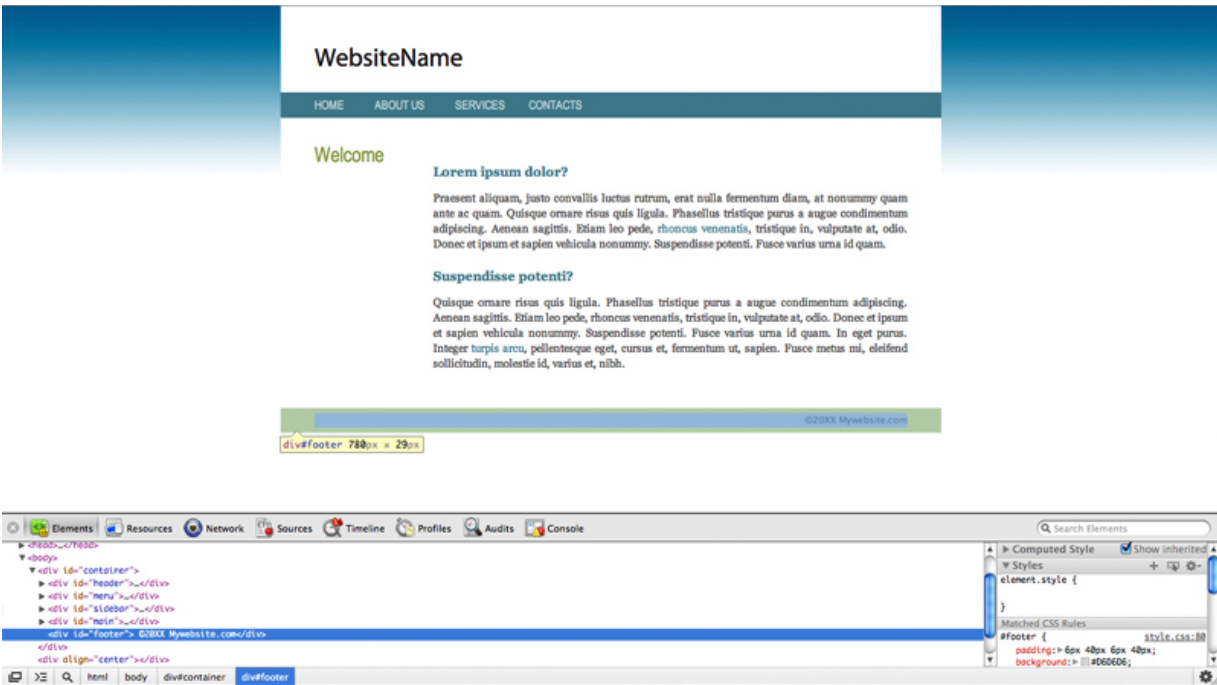 WebsiteName
HOME ABOUT US SERVICES CONTACTS
Welcome
Lorem ipsum dolor?
Praesent aliquam, justo convallis luctus rutrum, erat nulla fermentum diam, at nonummy quam
ante ac quam. Quisque ornare risus quis ligula. Phasellus tristique purus a augue condimentum
adipiscing. Aenean sagittis. Etiam leo pede, rhoncus venenatis, tristique in, vulputate at, odio.
Donec et ipsum et sapien vehicula nonummy. Suspendisse potenti. Fusce varius urna id quam.
Suspendisse potenti?
Quisque ornare risus quis ligula. Phasellus tristique purus a augue condimentum adipiscing.
Aenean sagittis. Etiam leo pede, rhoncus venenatis, tristique in, vulputate at, odio. Donec et ipsum
et sapien vehicula nonummy. Suspendisse potenti. Fusce varius urna id quam. In eget purus.
Integer turpis arcu, pellentesque eget, cursus et, fermentum ut, sapien. Fusce metus mi, eleifend
sollicitudin, molestie id, varius et, nibh.
©20XX Mywebsite.com
div#footer 780px × 29px
Elements Resources Network Sources Timeline Profiles Audits Console Search Elements
<head>…</head>
<body>
<div id="container">
<div id="header">…</div>
<div id="menu">…</div>
<div id="sidebar">…</div>
<div id="main">…</div>
<div id="footer"> ©20XX Mywebsite.com</div>
</div>
<div align="center"></div>
Computed Style Show inherited
Styles
element.style {
}
Matched CSS Rules
#footer { style.css:80
padding: 6px 40px 6px 40px;
background: #D6D6D6;
html body div#container div#footer